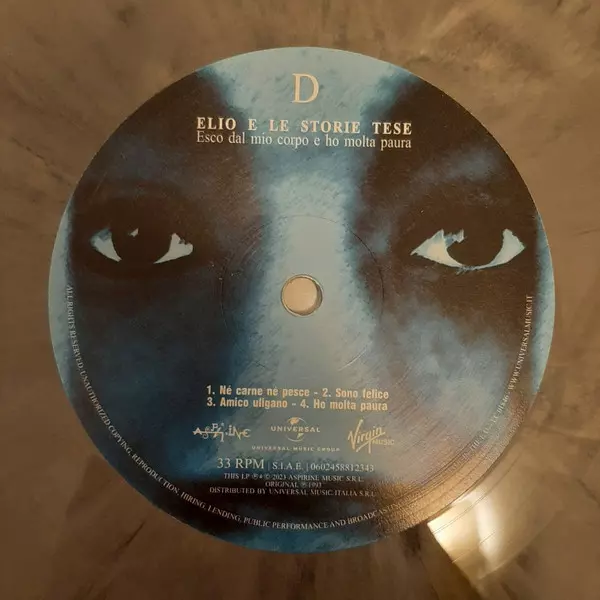 D
ELIO E LE STORIE TESE
Esco dal mio corpo e ho molta paura
1. Né carne né pesce - 2. Sono felice
3. Amico uligano - 4. Ho molta paura
UNIVERSAL
UNIVERSAL MUSIC GROUP
Virgin
MUSIC
33 RPM | S.I.A.E. | 0602458812343
THIS LP ℗+© 2023 ASPIRINE MUSIC S.R.L.
ORIGINAL ℗ 1993
DISTRIBUTED BY UNIVERSAL MUSIC ITALIA S.R.L.
ALL RIGHTS RESERVED. UNAUTHORIZED COPYING, REPRODUCTION, HIRING, LENDING, PUBLIC PERFORMANCE AND BROADCAS
WWW.UNIVERSALMUSIC.IT